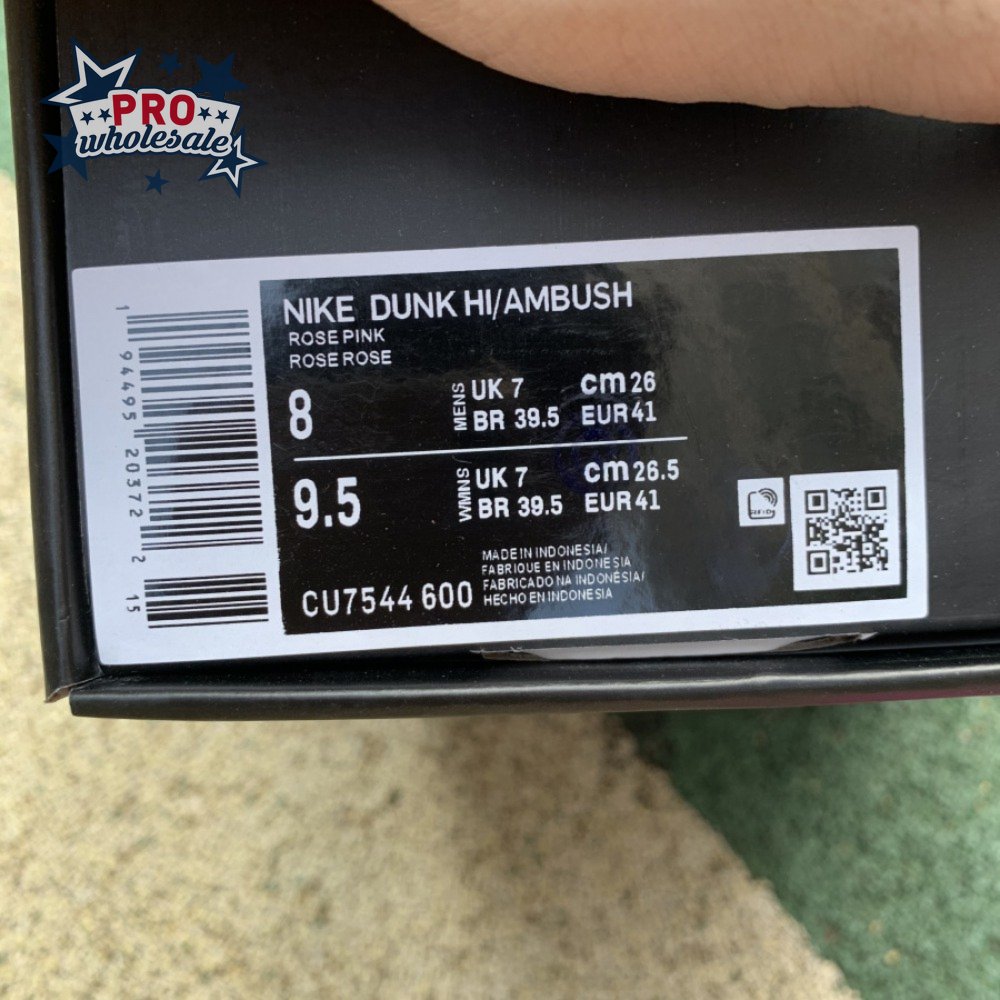 PRO
wholesale
NIKE DUNK HI/AMBUSH
ROSE PINK
ROSE ROSE
8
MENS
UK 7
cm 26
BR 39.5
EUR 41
9.5
WMNS
UK 7
cm 26.5
BR 39.5
EUR 41
RFID
CU7544 600
MADE IN INDONESIA/
FABRIQUE EN INDONESIA
FABRICADO NA INDONESIA/
HECHO EN INDONESIA
1 94495 20372 2
15